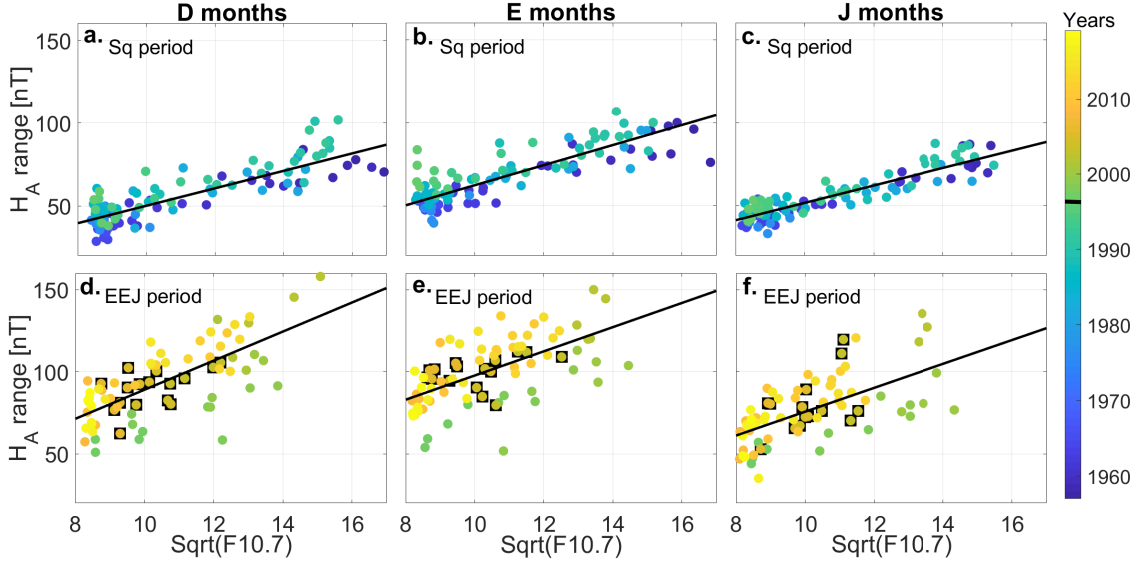 D months E months J months
Years
a. Sq period
b. Sq period
c. Sq period
150
100
50
H_A range [nT]
2010
2000
1990
1980
1970
1960
d. EEJ period
e. EEJ period
f. EEJ period
150
100
50
H_A range [nT]
8 10 12 14 16
8 10 12 14 16
8 10 12 14 16
Sqrt(F10.7) Sqrt(F10.7) Sqrt(F10.7)